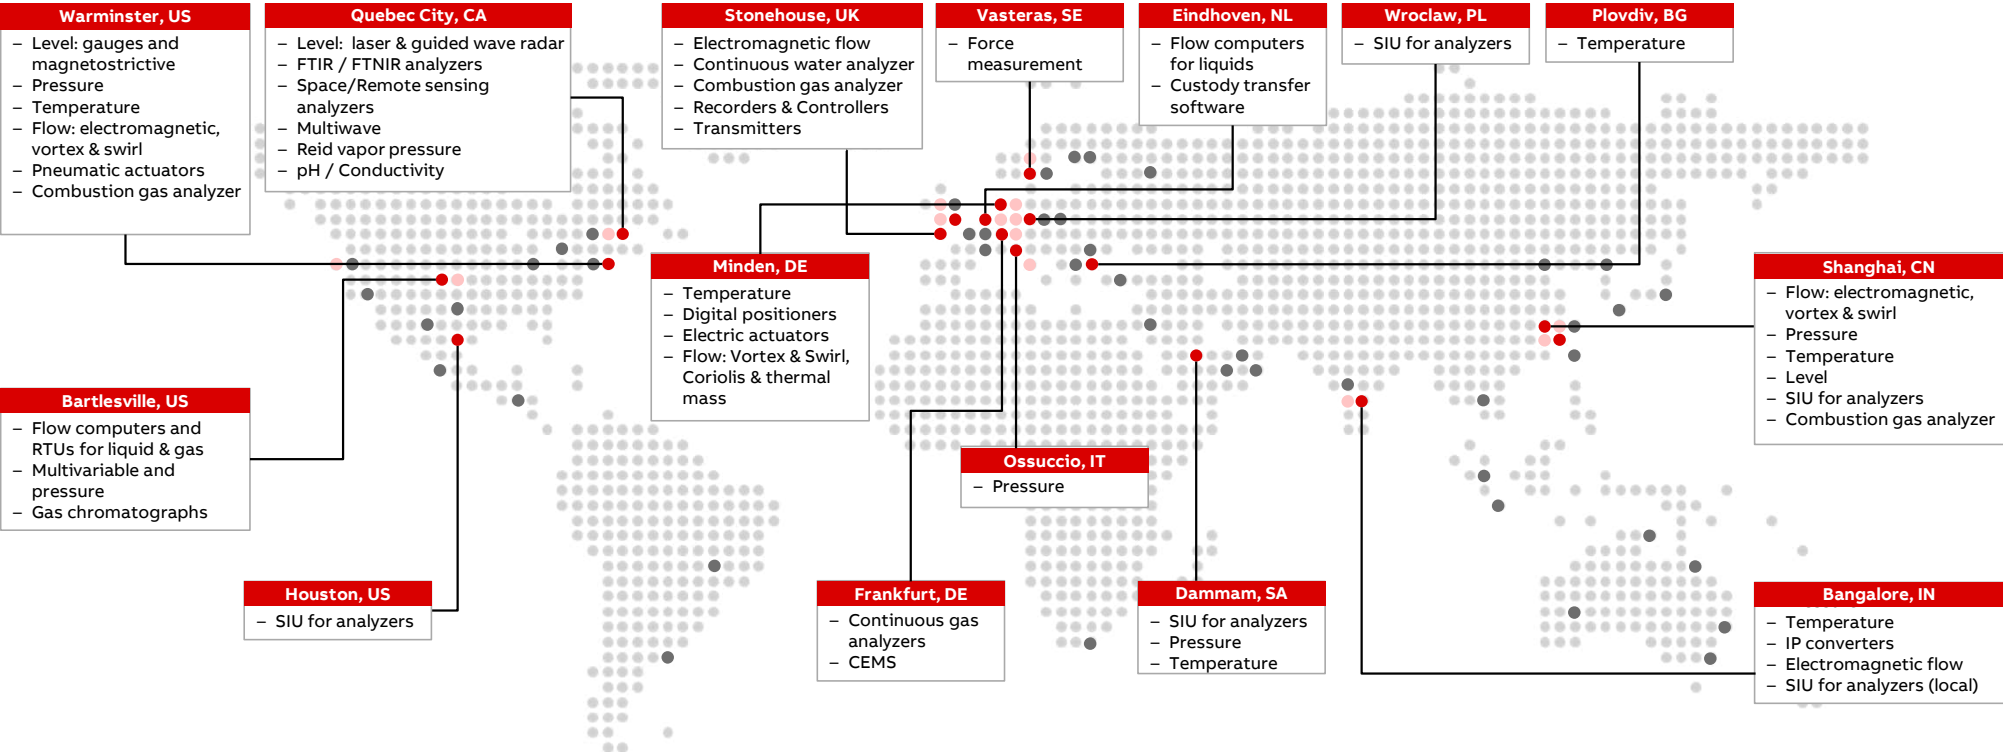 Warminster, US
– Level: gauges and
magnetostrictive
– Pressure
– Temperature
– Flow: electromagnetic,
vortex & swirl
– Pneumatic actuators
– Combustion gas analyzer
Quebec City, CA
– Level: laser & guided wave radar
– FTIR / FTNIR analyzers
– Space/Remote sensing
analyzers
– Multiwave
– Reid vapor pressure
– pH / Conductivity
Stonehouse, UK
– Electromagnetic flow
– Continuous water analyzer
– Combustion gas analyzer
– Recorders & Controllers
– Transmitters
Vasteras, SE
– Force
measurement
Eindhoven, NL
– Flow computers
for liquids
– Custody transfer
software
Wroclaw, PL
– SIU for analyzers
Plovdiv, BG
– Temperature
Minden, DE
– Temperature
– Digital positioners
– Electric actuators
– Flow: Vortex & Swirl,
Coriolis & thermal
mass
Shanghai, CN
– Flow: electromagnetic,
vortex & swirl
– Pressure
– Temperature
– Level
– SIU for analyzers
– Combustion gas analyzer
Bartlesville, US
– Flow computers and
RTUs for liquid & gas
– Multivariable and
pressure
– Gas chromatographs
Ossuccio, IT
– Pressure
Houston, US
– SIU for analyzers
Frankfurt, DE
– Continuous gas
analyzers
– CEMS
Dammam, SA
– SIU for analyzers
– Pressure
– Temperature
Bangalore, IN
– Temperature
– IP converters
– Electromagnetic flow
– SIU for analyzers (local)